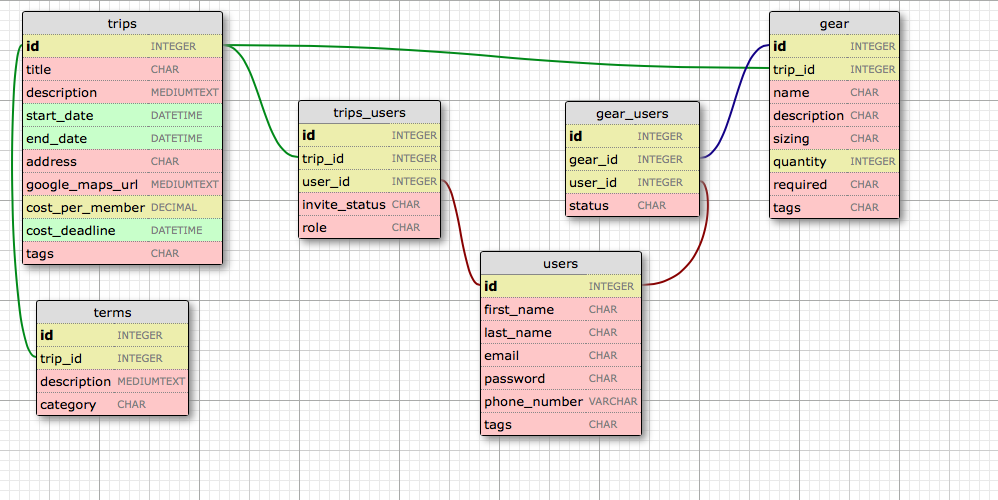 trips
id INTEGER
title CHAR
description MEDIUMTEXT
start_date DATETIME
end_date DATETIME
address CHAR
google_maps_url MEDIUMTEXT
cost_per_member DECIMAL
cost_deadline DATETIME
tags CHAR
terms
id INTEGER
trip_id INTEGER
description MEDIUMTEXT
category CHAR
trips_users
id INTEGER
trip_id INTEGER
user_id INTEGER
invite_status CHAR
role CHAR
users
id INTEGER
first_name CHAR
last_name CHAR
email CHAR
password CHAR
phone_number VARCHAR
tags CHAR
gear_users
id INTEGER
gear_id INTEGER
user_id INTEGER
status CHAR
gear
id INTEGER
trip_id INTEGER
name CHAR
description CHAR
sizing CHAR
quantity INTEGER
required CHAR
tags CHAR